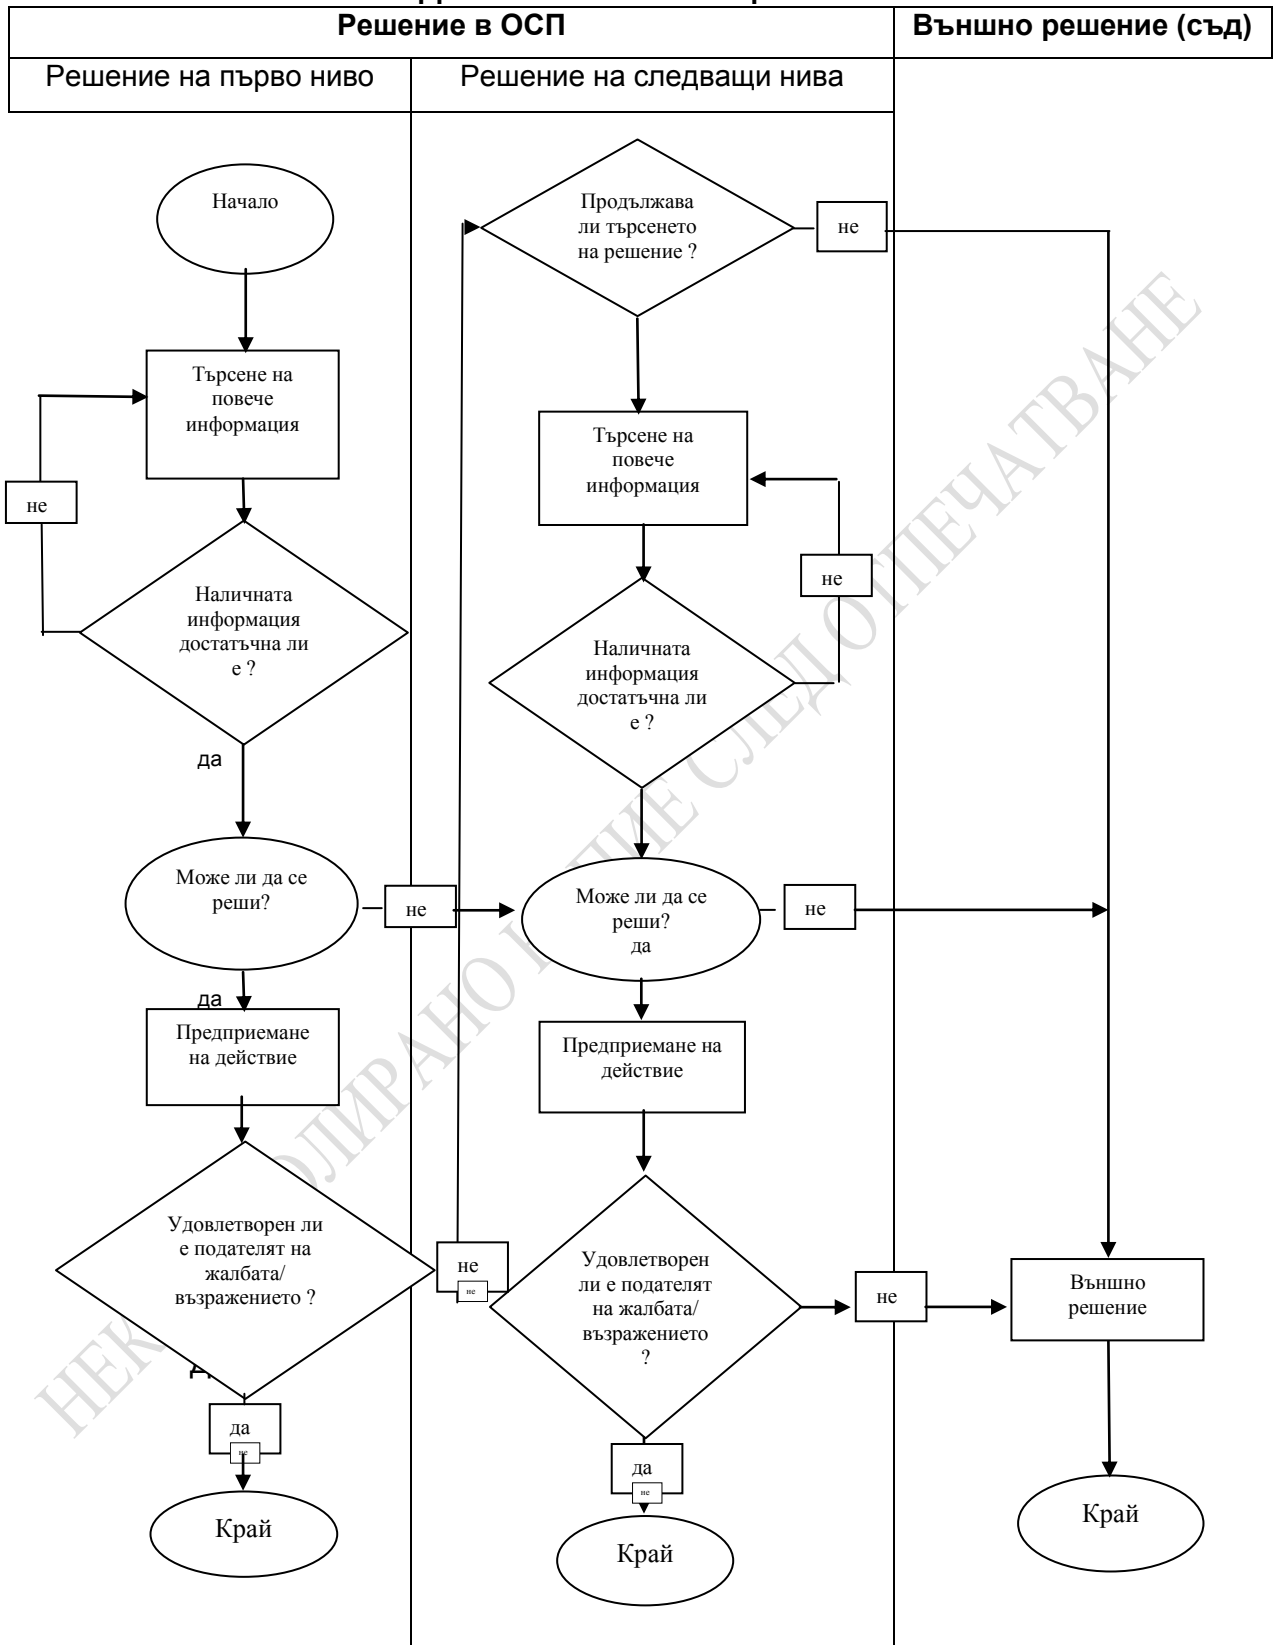 Решение в ОСП
Външно решение (съд)
Решение на първо ниво
Решение на следващи нива
Начало
Търсене на
повече
информация
не
Наличната
информация
достатъчна ли
е ?
да
Може ли да се
реши?
не
да
Предприемане
на действие
Удовлетворен ли
е подателят на
жалбата/
възражението ?
не
не
да
не
Край
Продължава
ли търсенето
на решение ?
не
Търсене на
повече
информация
не
Наличната
информация
достатъчна ли
е ?
Може ли да се
реши?
да
не
Предприемане на
действие
Удовлетворен
ли е подателят
на жалбата/
възражението
?
не
да
не
Край
Външно
решение
Край
СЛЕД ОТПЕЧАТВАНЕ